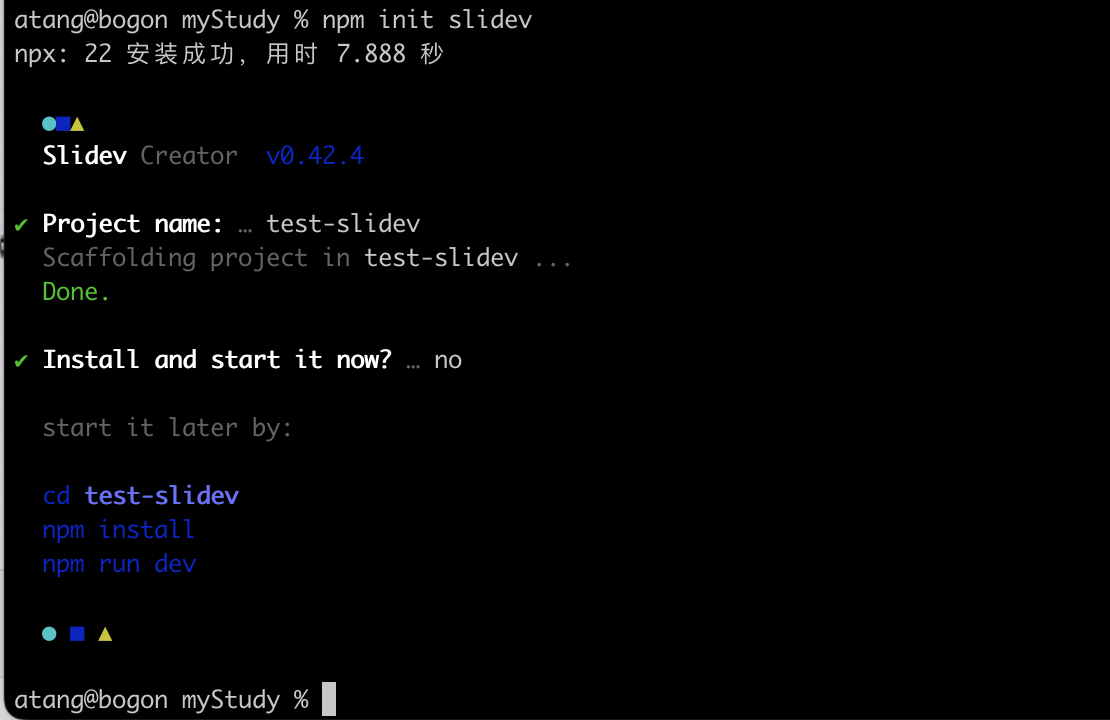 atang@bogon myStudy % npm init slidev
npx: 22 安装成功, 用时 7.888 秒
Slidev Creator  v0.42.4
✔ Project name: … test-slidev
Scaffolding project in test-slidev ...
Done.
✔ Install and start it now? … no
start it later by:
cd test-slidev
npm install
npm run dev
atang@bogon myStudy %